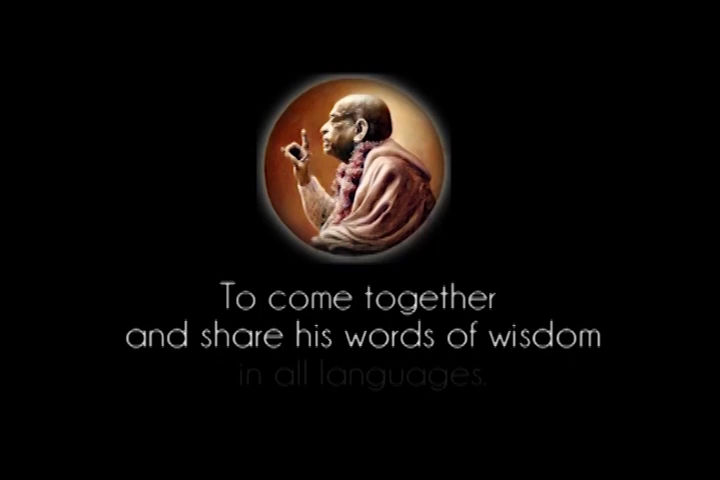 To come together
and share his words of wisdom
in all languages.